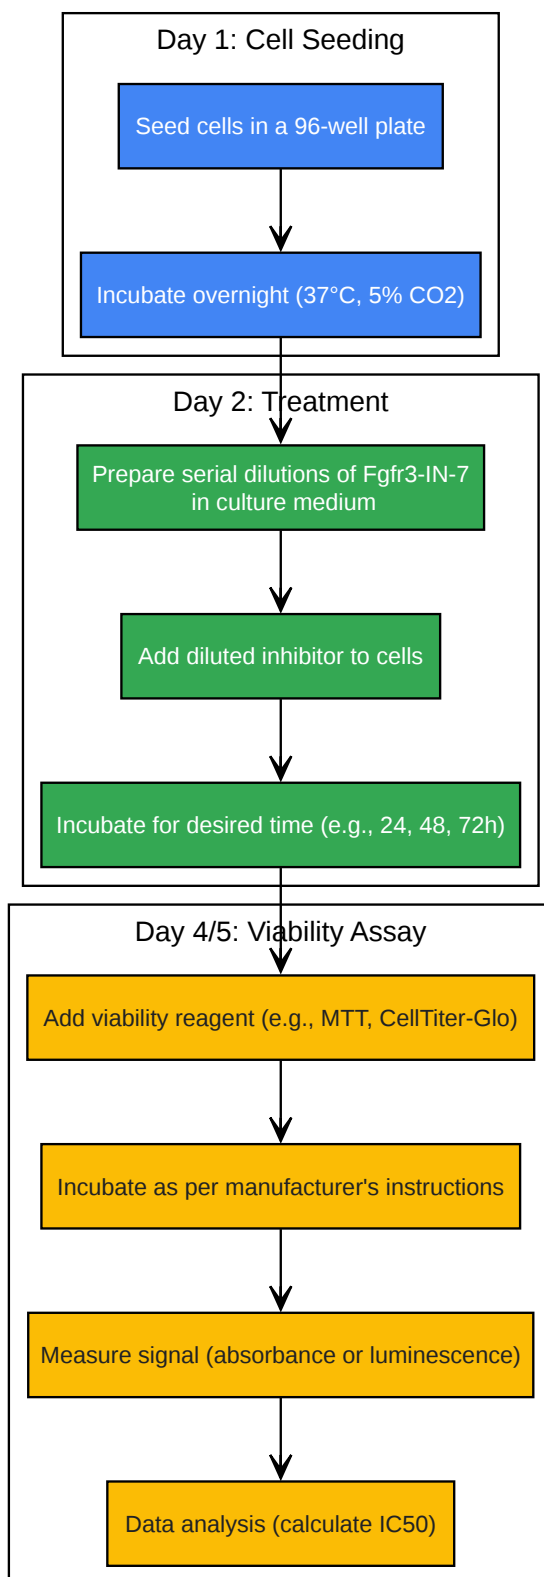 Day 1: Cell Seeding
Seed cells in a 96-well plate
Incubate overnight (37°C, 5% CO2)
Day 2: Treatment
Prepare serial dilutions of Fgfr3-IN-7
in culture medium
Add diluted inhibitor to cells
Incubate for desired time (e.g., 24, 48, 72h)
Day 4/5: Viability Assay
Add viability reagent (e.g., MTT, CellTiter-Glo)
Incubate as per manufacturer's instructions
Measure signal (absorbance or luminescence)
Data analysis (calculate IC50)